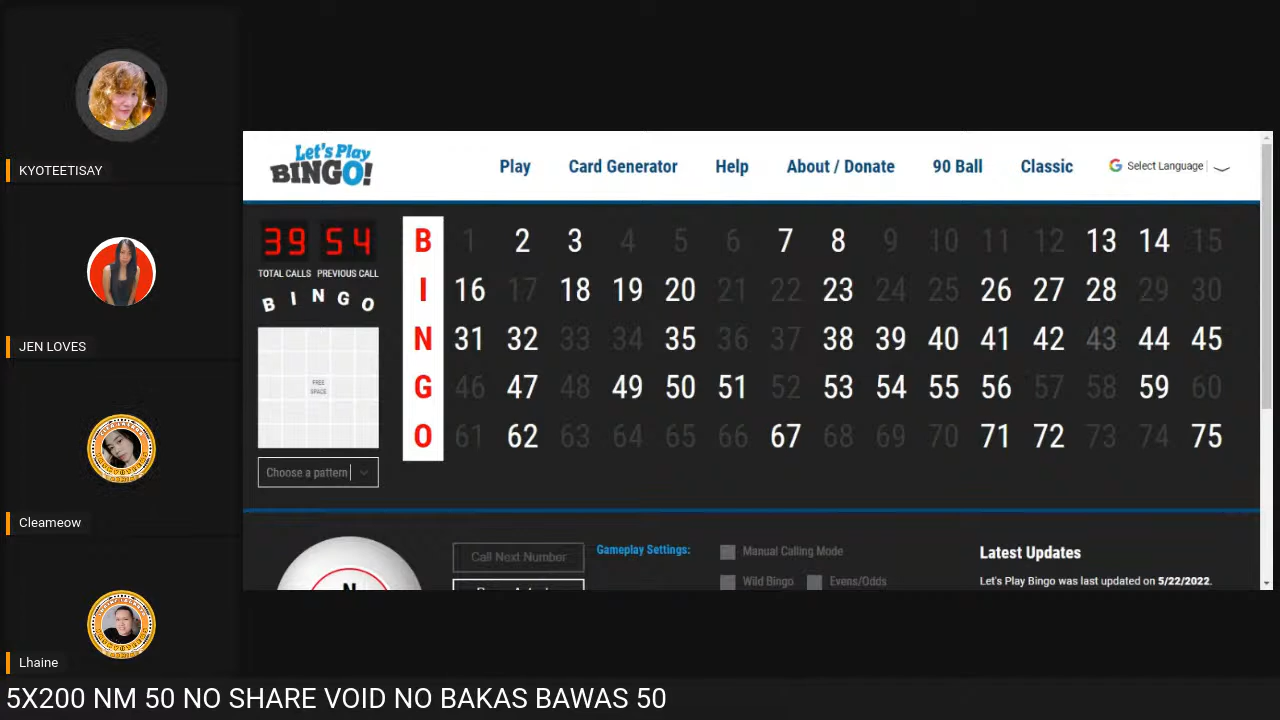 KYOTEETISAY
JEN LOVES
Cleameow
Lhaine
Let's Play
BINGO!
Play Card Generator Help About / Donate 90 Ball Classic Select Language
39 54
TOTAL CALLS PREVIOUS CALL
B I N G O
FREE
SPACE
Choose a pattern
B 1 2 3 4 5 6 7 8 9 10 11 12 13 14 15
I 16 17 18 19 20 21 22 23 24 25 26 27 28 29 30
N 31 32 33 34 35 36 37 38 39 40 41 42 43 44 45
G 46 47 48 49 50 51 52 53 54 55 56 57 58 59 60
O 61 62 63 64 65 66 67 68 69 70 71 72 73 74 75
N
Call Next Number
Gameplay Settings:
Manual Calling Mode
Wild Bingo Evens/Odds
Latest Updates
Let's Play Bingo was last updated on 5/22/2022.
5X200 NM 50 NO SHARE VOID NO BAKAS BAWAS 50